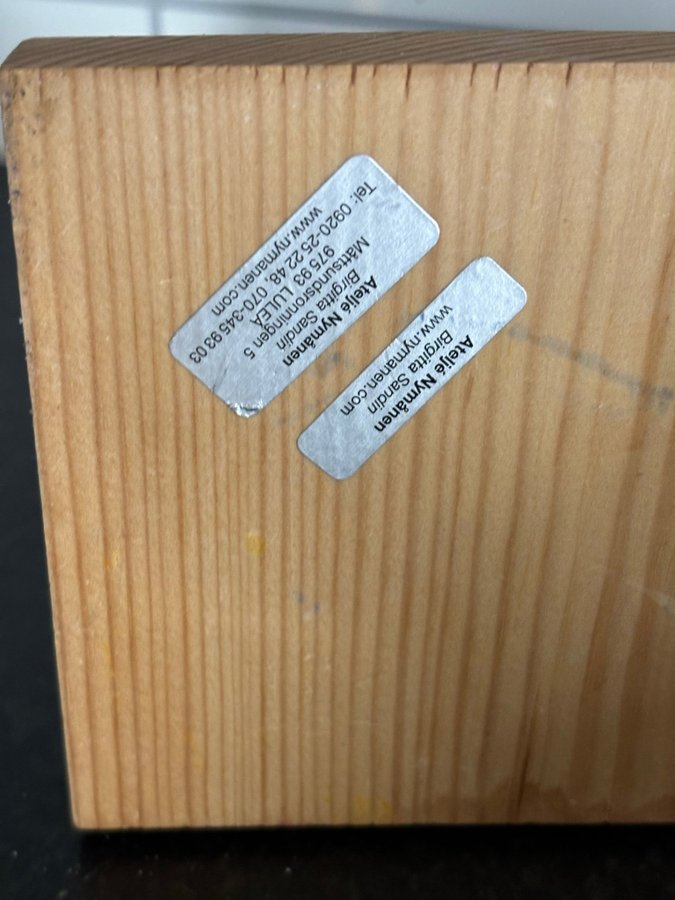 Ateljé Nymånen
Birgitta Sandin
Måttsundsronningen 5
975 93 LULEÅ
Tel: 0920-25 22 48, 070-345 93 03
www.nymanen.com
Ateljé Nymånen
Birgitta Sandin
www.nymanen.com